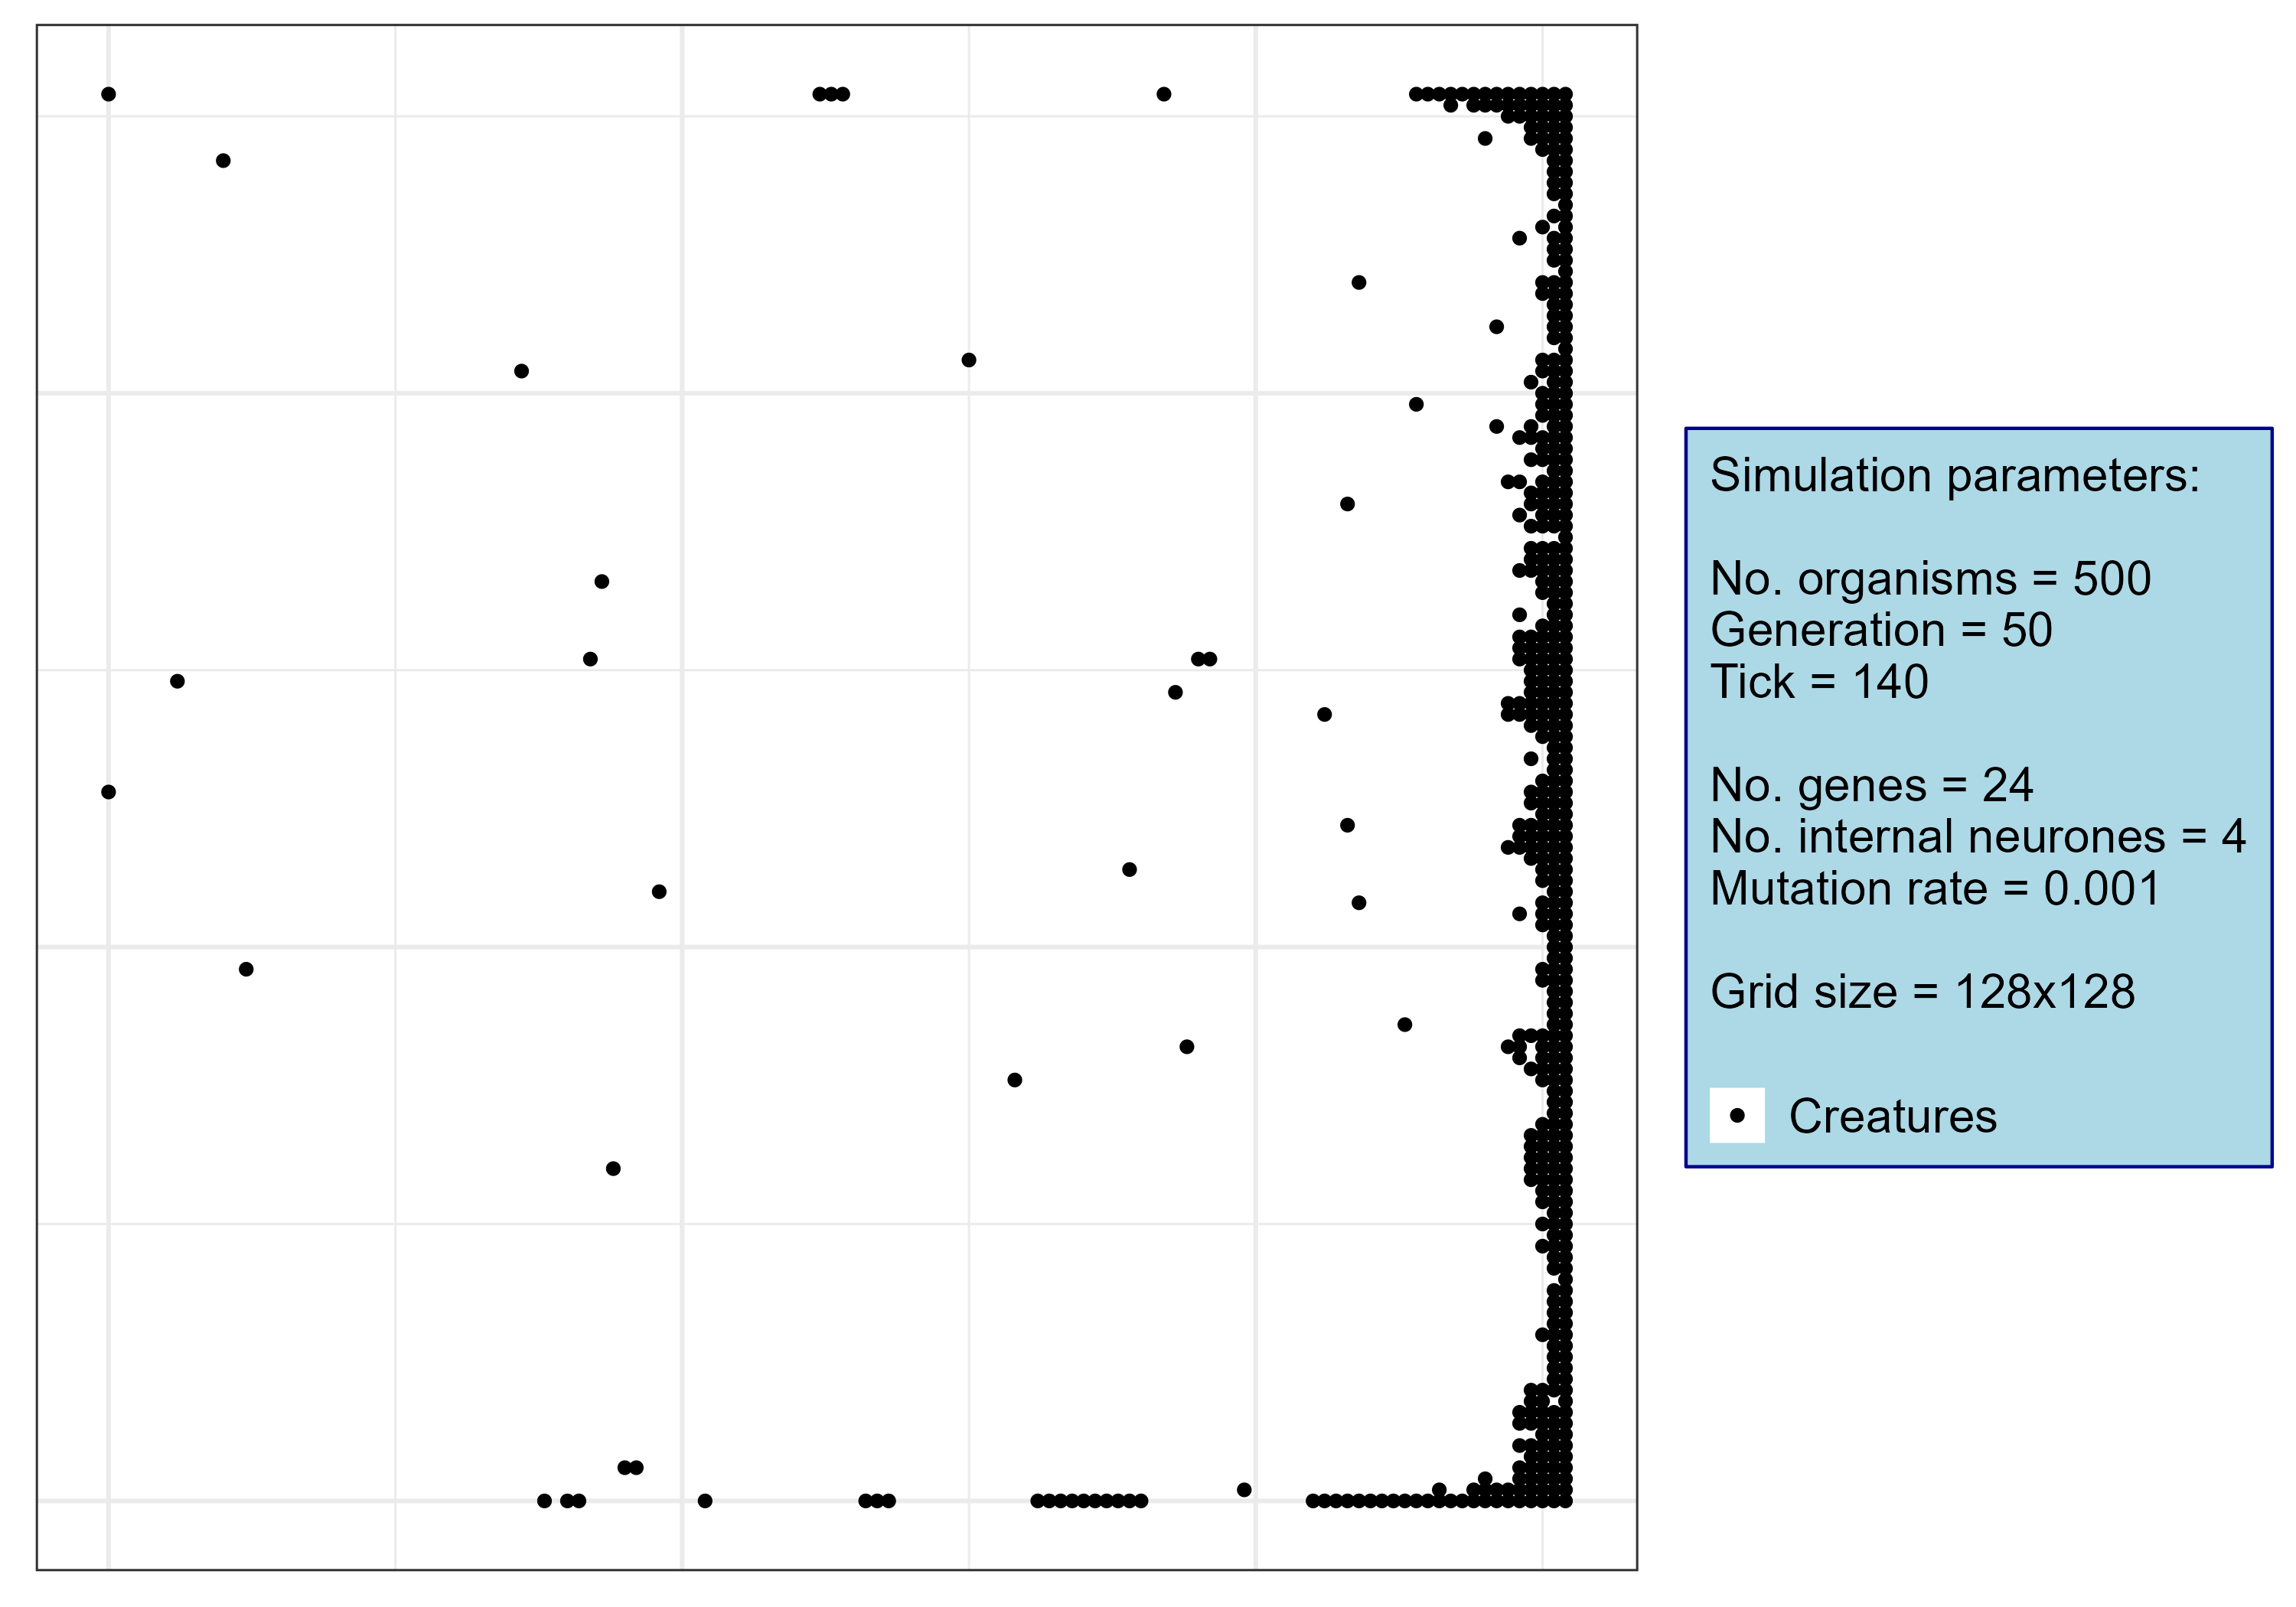 Simulation parameters:
No. organisms = 500
Generation = 50
Tick = 140
No. genes = 24
No. internal neurones = 4
Mutation rate = 0.001
Grid size = 128x128
Creatures